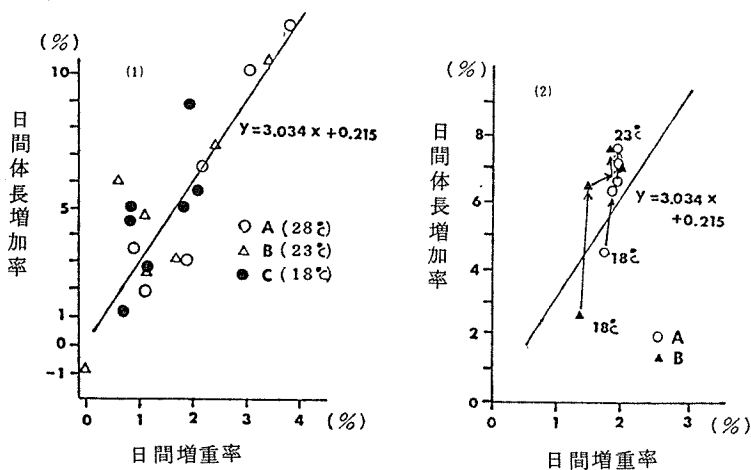 (%)
(1)
10
5
1
0
-1
0 1 2 3 4 (%)
日間体長増加率
日間増重率
y=3.034x+0.215
○ A (28℃)
△ B (23℃)
● C (18℃)
(%)
(2)
8
6
4
2
0
0 1 2 3 (%)
日間体長増加率
日間増重率
23℃
y=3.034x
+0.215
18℃
18℃
○ A
▲ B